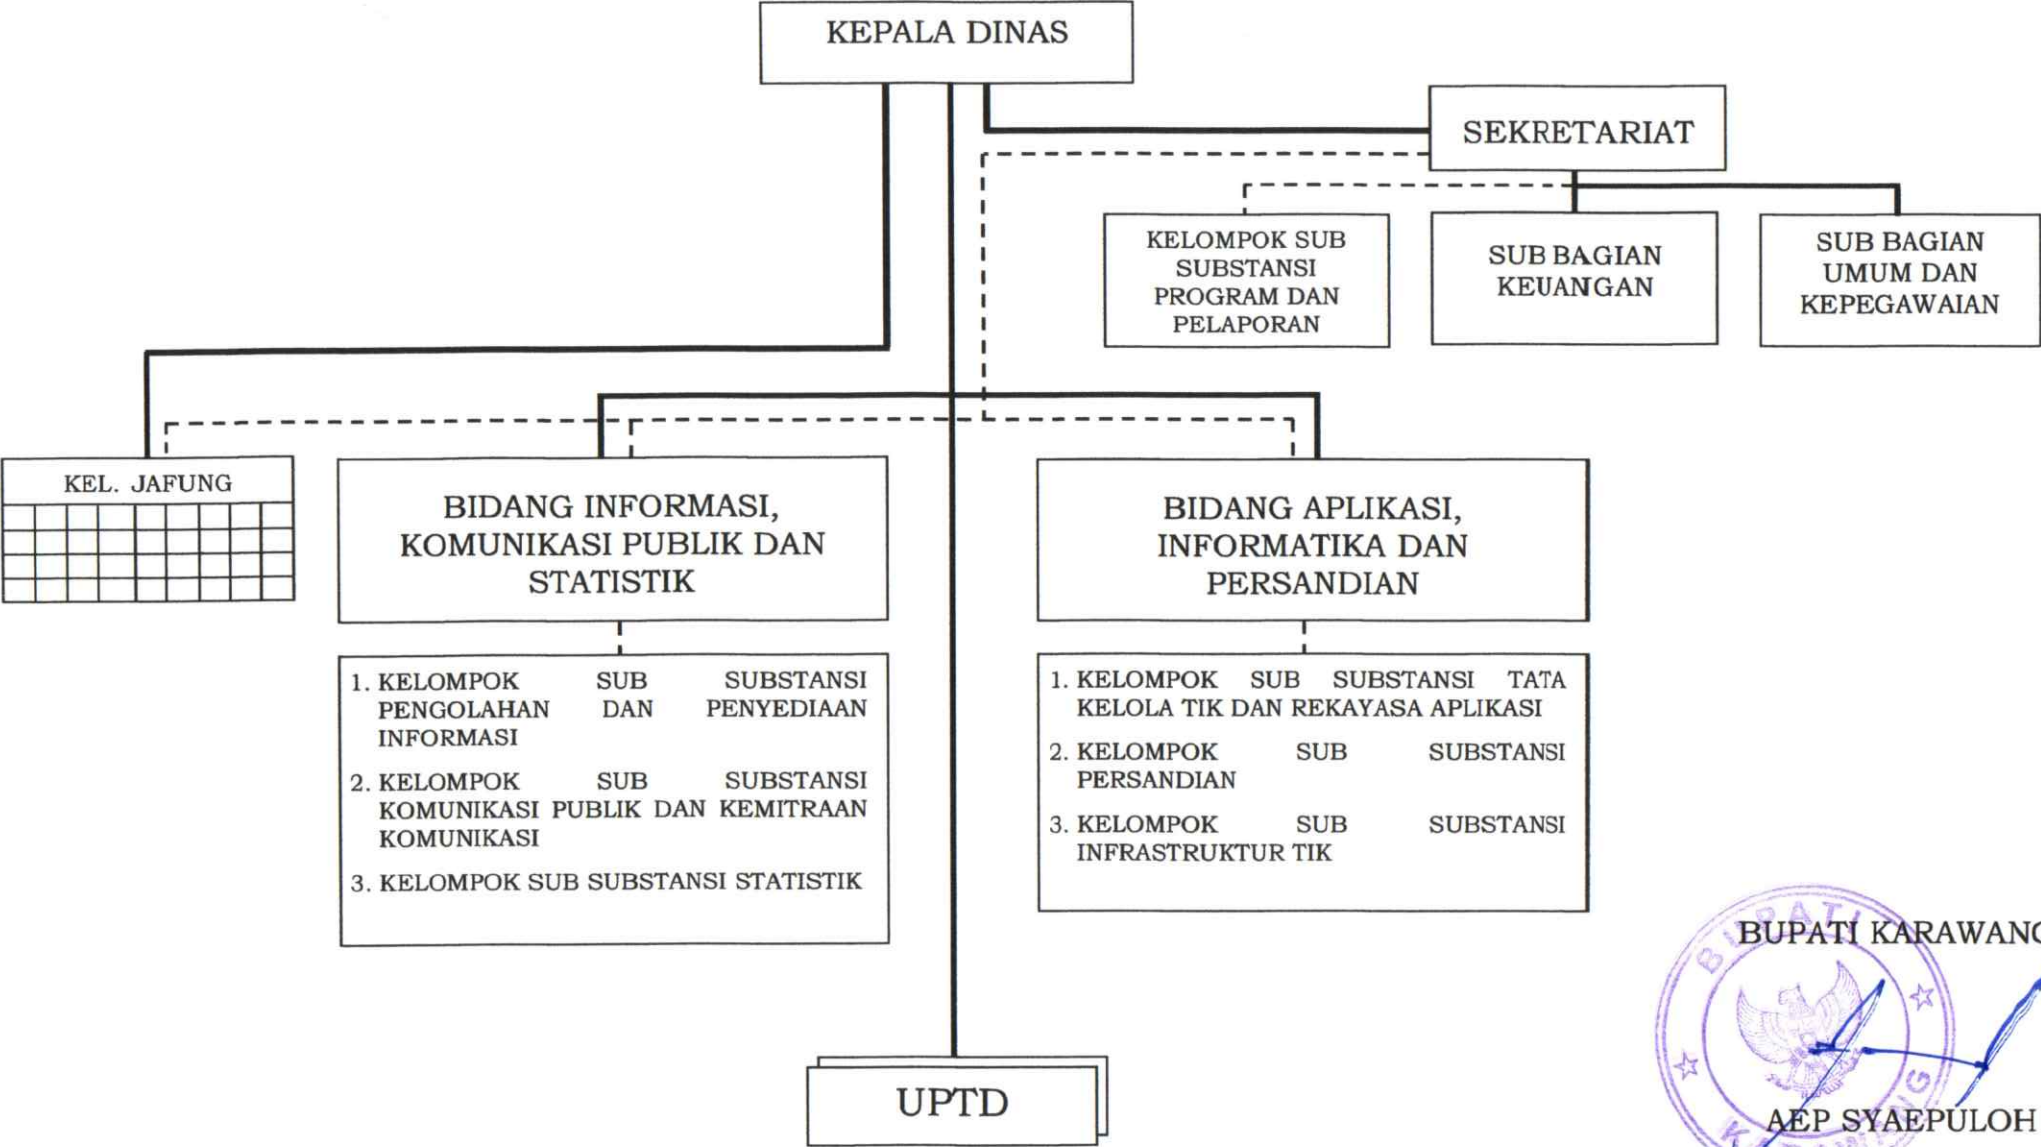 KEPALA DINAS
SEKRETARIAT
KELOMPOK SUB
SUBSTANSI
PROGRAM DAN
PELAPORAN
SUB BAGIAN
KEUANGAN
SUB BAGIAN
UMUM DAN
KEPEGAWAIAN
KEL. JAFUNG
BIDANG INFORMASI,
KOMUNIKASI PUBLIK DAN
STATISTIK
BIDANG APLIKASI,
INFORMATIKA DAN
PERSANDIAN
1. KELOMPOK SUB SUBSTANSI
PENGOLAHAN DAN PENYEDIAAN
INFORMASI
2. KELOMPOK SUB SUBSTANSI
KOMUNIKASI PUBLIK DAN KEMITRAAN
KOMUNIKASI
3. KELOMPOK SUB SUBSTANSI STATISTIK
1. KELOMPOK SUB SUBSTANSI TATA
KELOLA TIK DAN REKAYASA APLIKASI
2. KELOMPOK SUB SUBSTANSI
PERSANDIAN
3. KELOMPOK SUB SUBSTANSI
INFRASTRUKTUR TIK
UPTD
BUPATI KARAWANG
BUPATI
KARAWANG
AEP SYAEPULOH